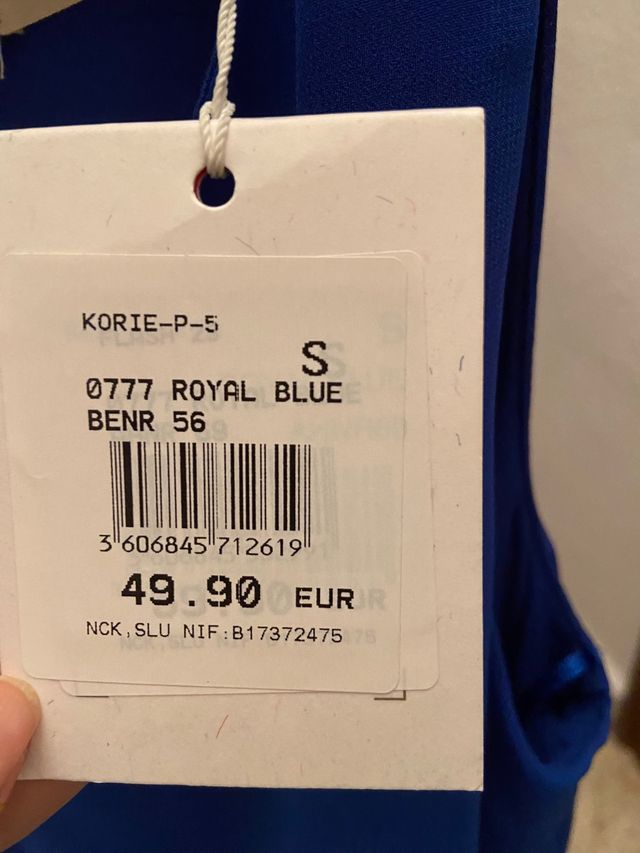 KORIE-P-5
S
0777 ROYAL BLUE
BENR 56
3 606845 712619
49.90 EUR
NCK,SLU NIF:B17372475